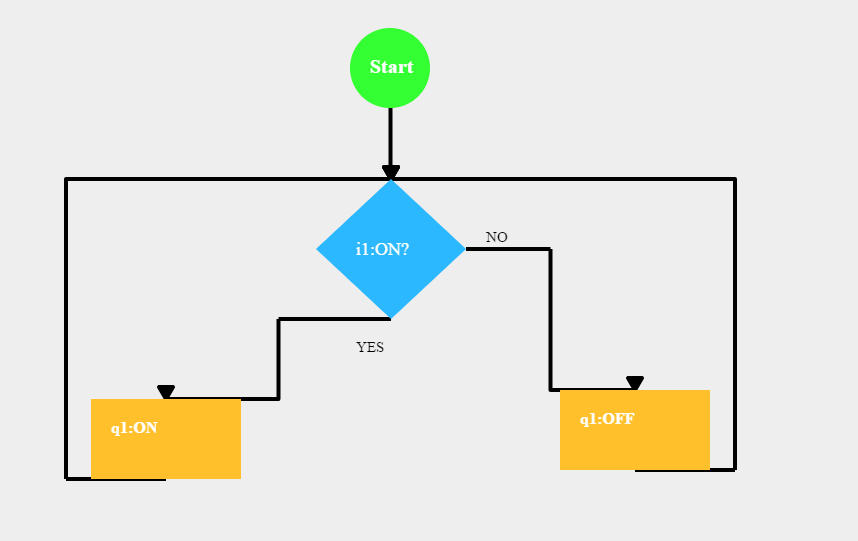 Start
NO
i1:ON?
YES
q1:OFF
q1:ON